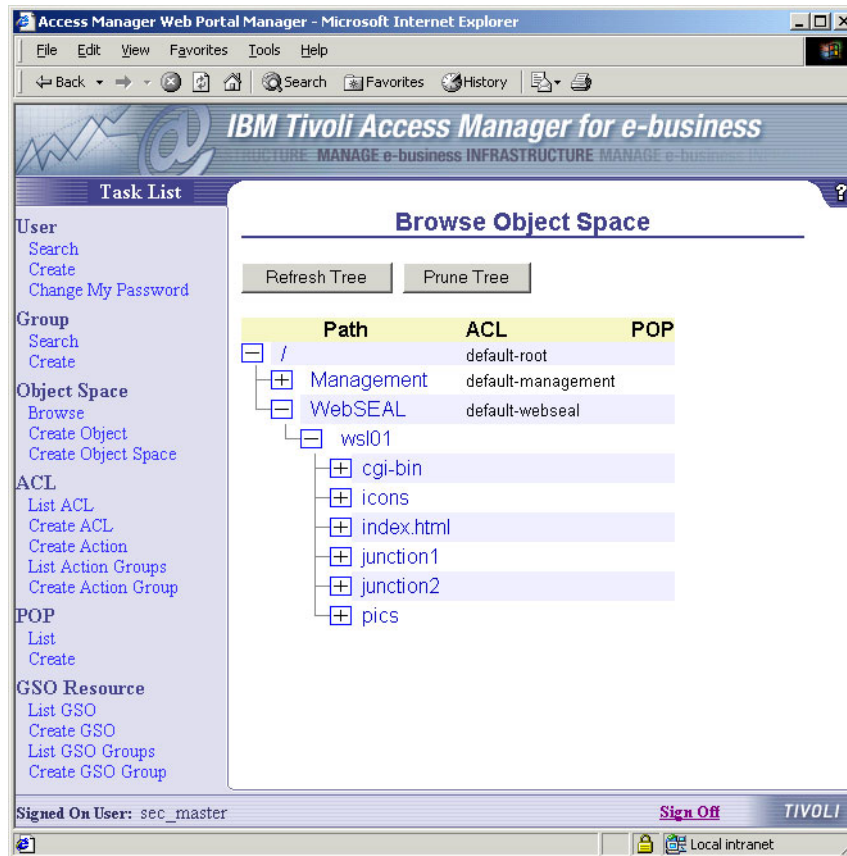 Access Manager Web Portal Manager - Microsoft Internet Explorer
File Edit View Favorites Tools Help
Back Search Favorites History
IBM Tivoli Access Manager for e-business
MANAGE e-business INFRASTRUCTURE MANAGE
Task List
?
Browse Object Space
Refresh Tree Prune Tree
Path ACL POP
/ default-root
Management default-management
WebSEAL default-webseal
wsl01
cgi-bin
icons
index.html
junction1
junction2
pics
User
Search
Create
Change My Password
Group
Search
Create
Object Space
Browse
Create Object
Create Object Space
ACL
List ACL
Create ACL
Create Action
List Action Groups
Create Action Group
POP
List
Create
GSO Resource
List GSO
Create GSO
List GSO Groups
Create GSO Group
Signed On User: sec_master Sign Off TIVOLI
Local intranet